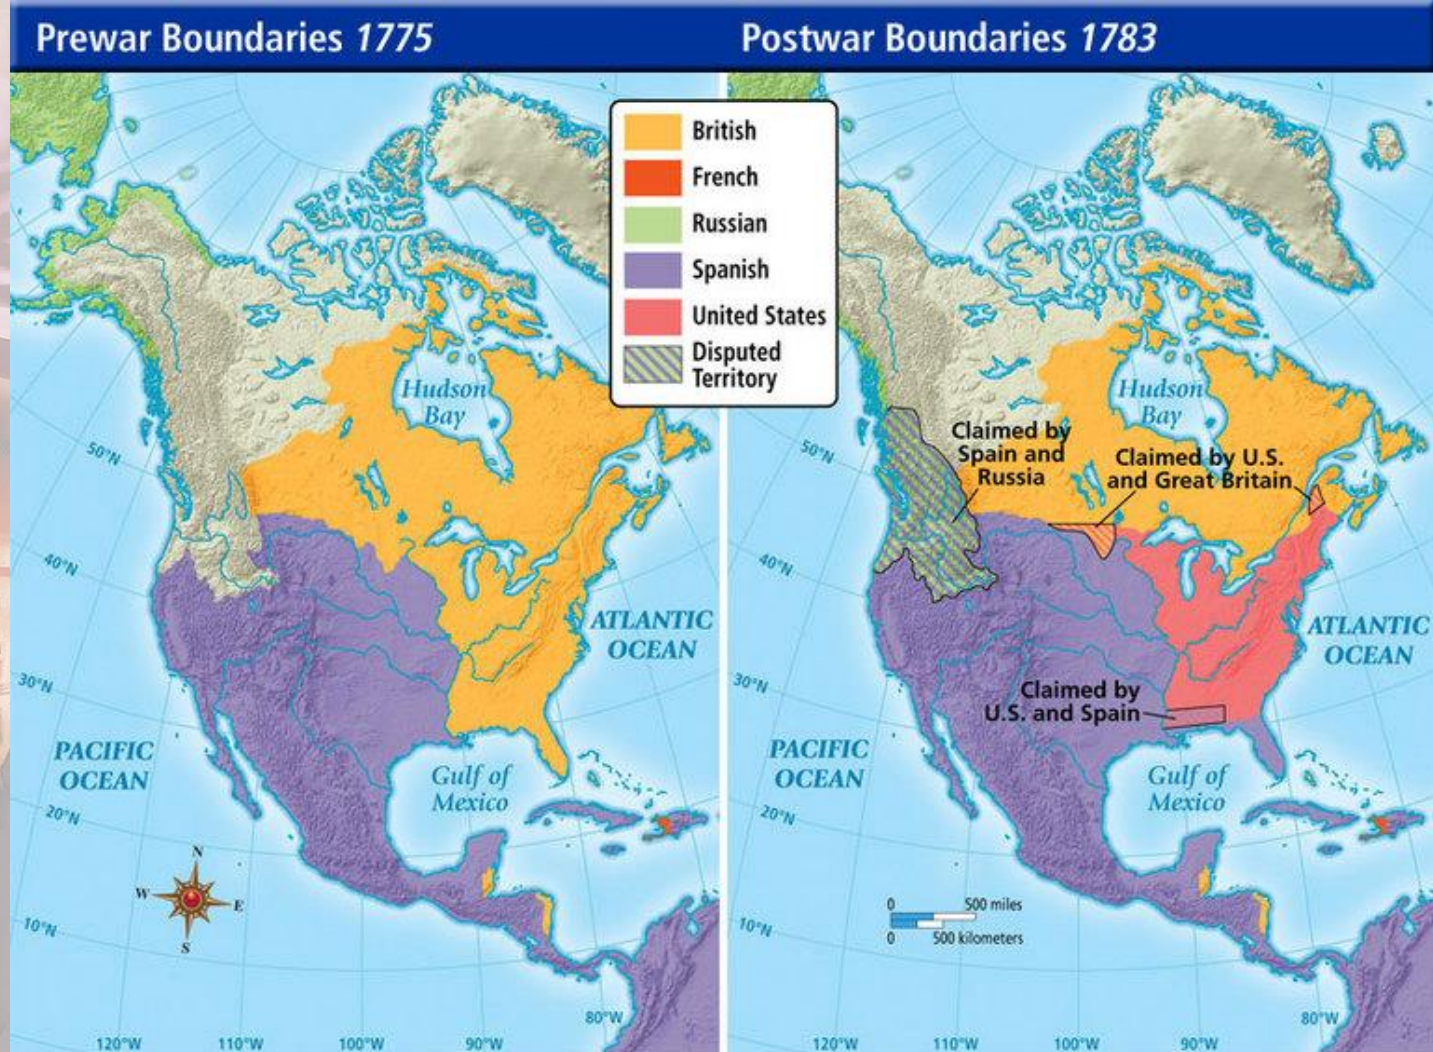 Prewar Boundaries 1775
Postwar Boundaries 1783
British
French
Russian
Spanish
United States
Disputed
Territory
Hudson
Bay
50°N
40°N
30°N
20°N
10°N
ATLANTIC
OCEAN
PACIFIC
OCEAN
Gulf of
Mexico
N
W
E
S
120°W
110°W
100°W
90°W
80°W
Hudson
Bay
Claimed by
Spain and
Russia
Claimed by U.S.
and Great Britain
50°N
40°N
30°N
20°N
10°N
ATLANTIC
OCEAN
Claimed by
U.S. and Spain
PACIFIC
OCEAN
Gulf of
Mexico
0 500 miles
0 500 kilometers
120°W
110°W
100°W
90°W
80°W